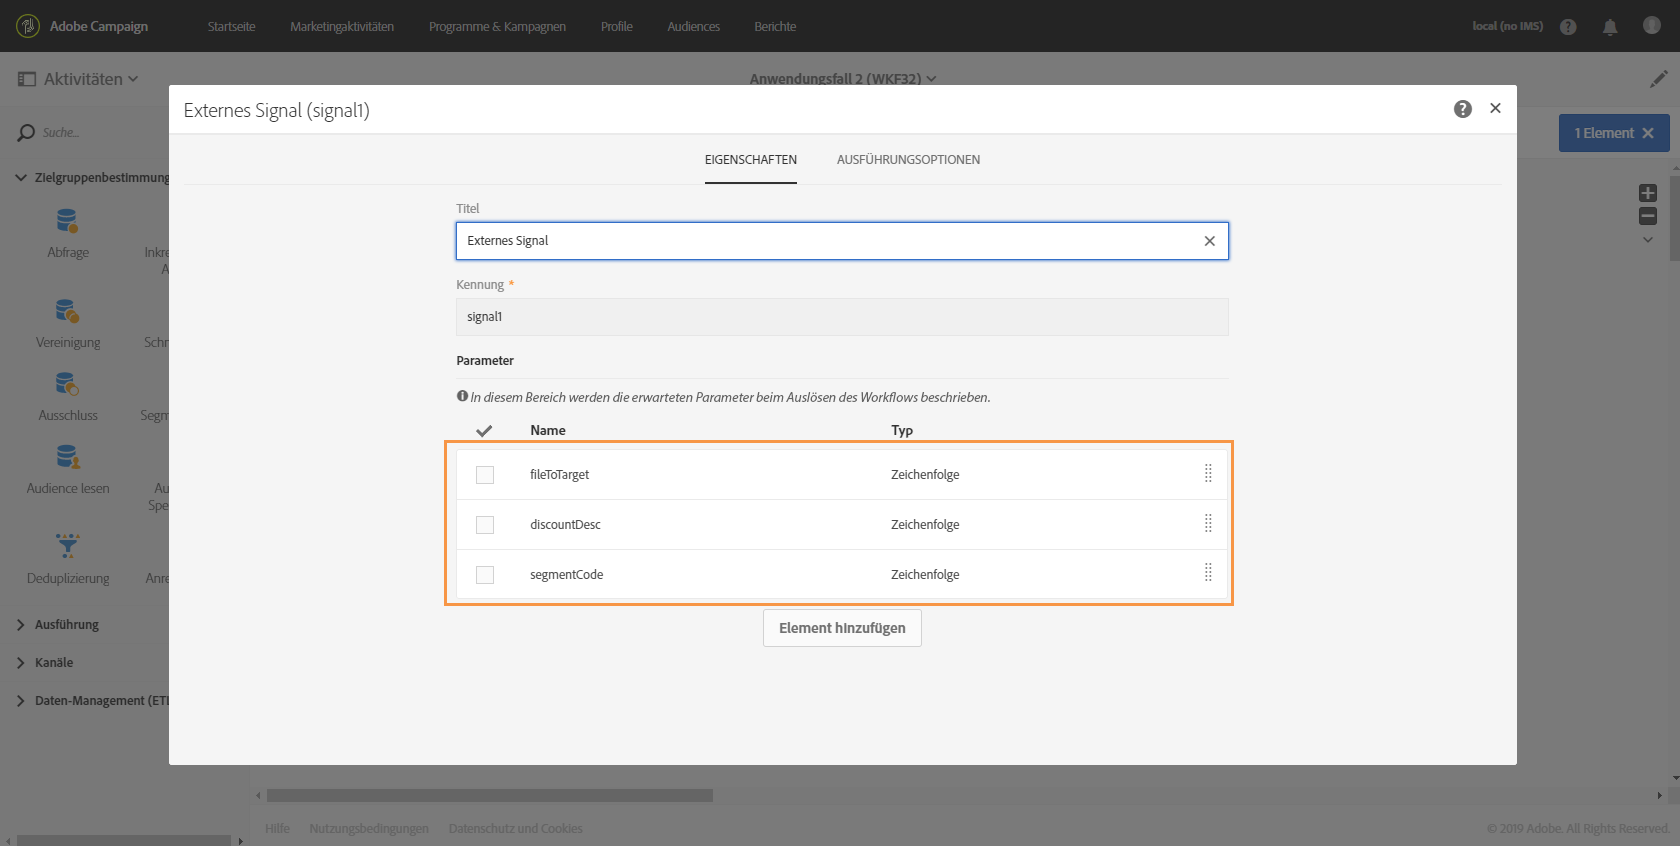 Adobe Campaign Startseite Marketingaktivitäten Programme & Kampagnen Profile Audiences Berichte local (no IMS)
Aktivitäten Anwendungsfall 2 (WKF32)
Externes Signal (signal1)
Suche...
1 Element
EIGENSCHAFTEN AUSFÜHRUNGSOPTIONEN
Zielgruppenbestimmung
Titel
Externes Signal
Abfrage Inkre
A
Kennung *
signal1
Vereinigung Schr
Parameter
In diesem Bereich werden die erwarteten Parameter beim Auslösen des Workflows beschrieben.
Ausschluss Segm
Name Typ
fileToTarget Zeichenfolge
Audience lesen Au
Spe
discountDesc Zeichenfolge
segmentCode Zeichenfolge
Deduplizierung Anre
Ausführung
Element hinzufügen
Kanäle
Daten-Management (ETL
Hilfe Nutzungsbedingungen Datenschutz und Cookies © 2019 Adobe. All Rights Reserved.